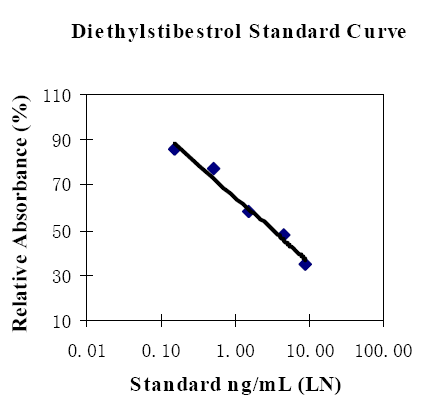 Diethylstibestrol Standard Curve
Relative Absorbance (%)
110
90
70
50
30
10
0.01 0.10 1.00 10.00 100.00
Standard ng/mL (LN)